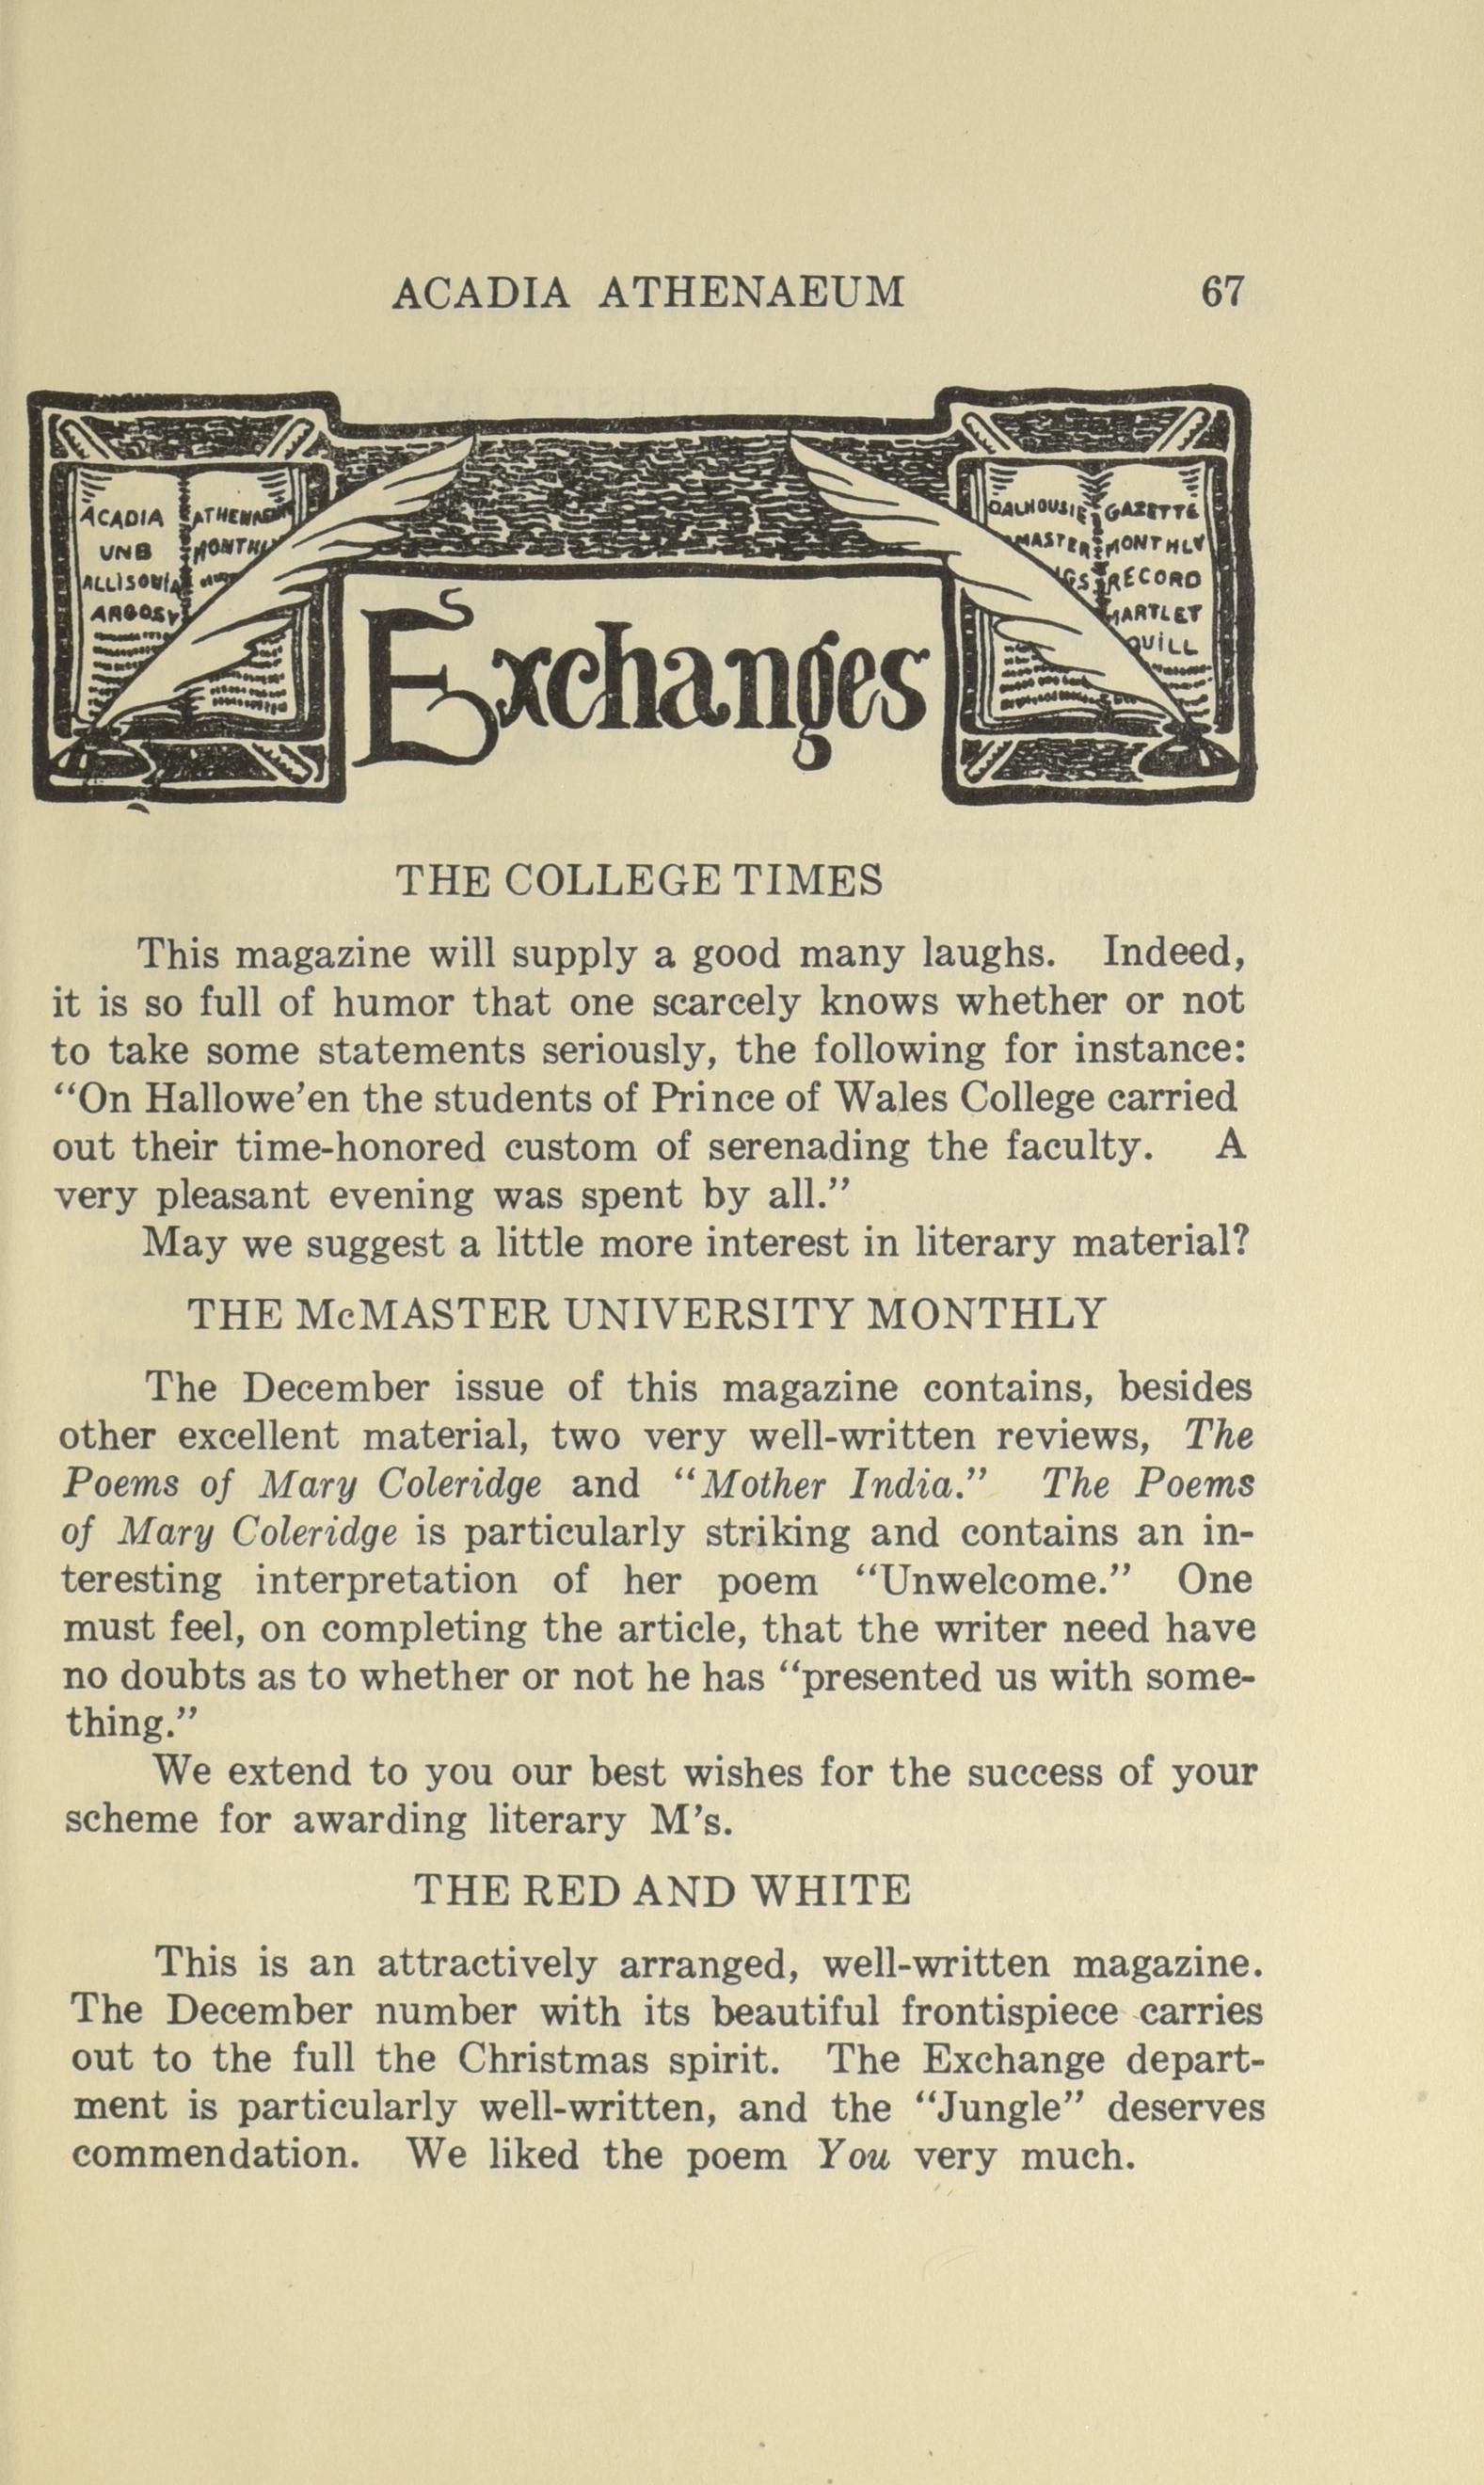 ACADIA ATHENAEUM 67
ACADIA
UNB MONTHLY
ALLISONIA
ARGOSY
DALHOUSIE GAZETTE
MONTHLY
RECORD
MARTLET
QUILL
Exchanges
THE COLLEGE TIMES
This magazine will supply a good many laughs. Indeed,
it is so full of humor that one scarcely knows whether or not
to take some statements seriously, the following for instance:
“On Hallowe’en the students of Prince of Wales College carried
out their time-honored custom of serenading the faculty. A
very pleasant evening was spent by all.”
May we suggest a little more interest in literary material?
THE McMASTER UNIVERSITY MONTHLY
The December issue of this magazine contains, besides
other excellent material, two very well-written reviews, The
Poems of Mary Coleridge and “Mother India.” The Poems
of Mary Coleridge is particularly striking and contains an in-
teresting interpretation of her poem “Unwelcome.” One
must feel, on completing the article, that the writer need have
no doubts as to whether or not he has “presented us with some-
thing.”
We extend to you our best wishes for the success of your
scheme for awarding literary M’s.
THE RED AND WHITE
This is an attractively arranged, well-written magazine.
The December number with its beautiful frontispiece carries
out to the full the Christmas spirit. The Exchange depart-
ment is particularly well-written, and the “Jungle” deserves
commendation. We liked the poem You very much.